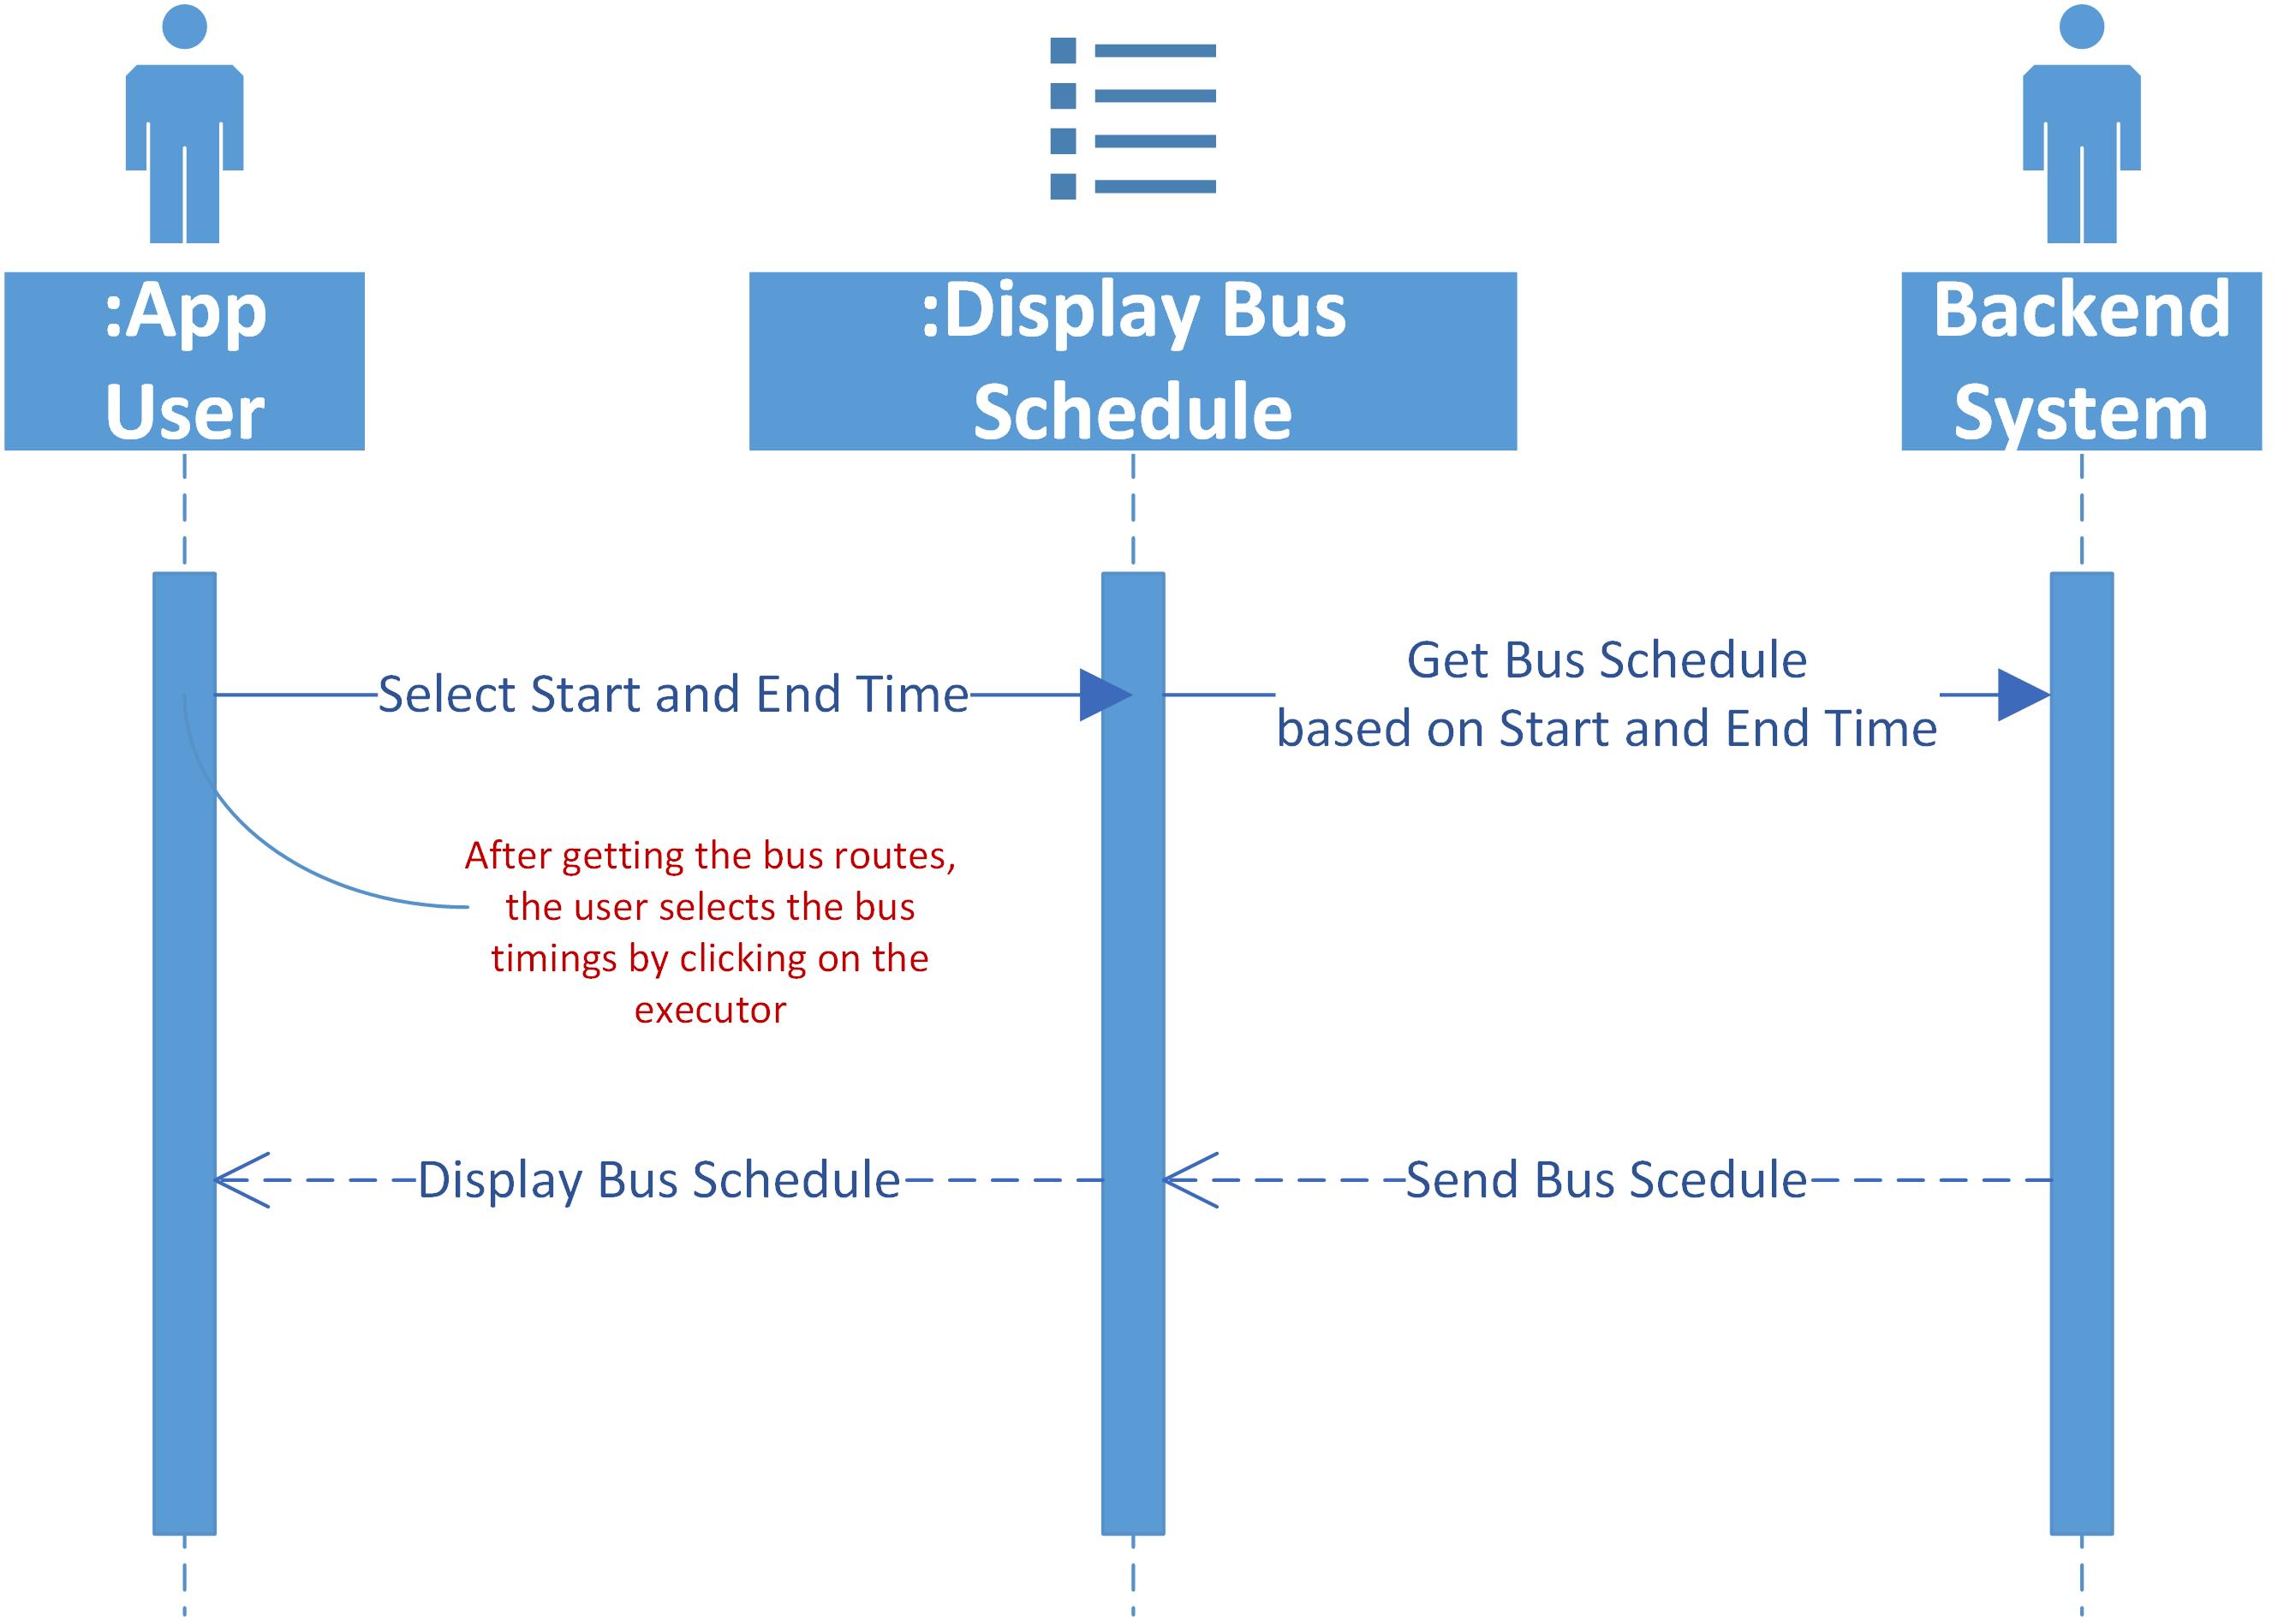 :App
User
:Display Bus
Schedule
Backend
System
Select Start and End Time
Get Bus Schedule
based on Start and End Time
After getting the bus routes,
the user selects the bus
timings by clicking on the
executor
Display Bus Schedule
Send Bus Scedule